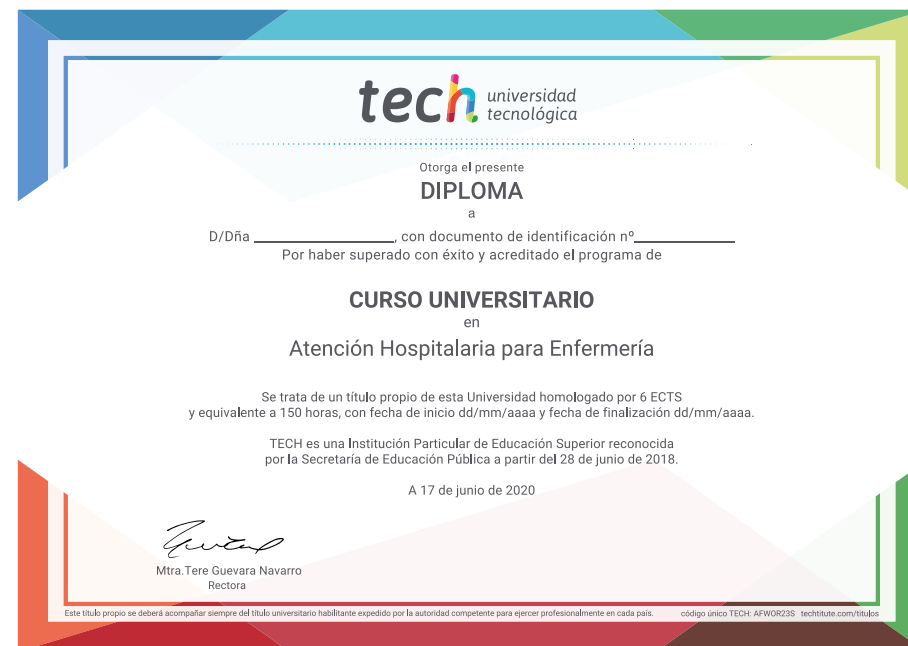 tech universidad
tecnológica
Otorga el presente
DIPLOMA
a
D/Dña ____________, con documento de identificación nº_________
Por haber superado con éxito y acreditado el programa de
CURSO UNIVERSITARIO
en
Atención Hospitalaria para Enfermería
Se trata de un título propio de esta Universidad homologado por 6 ECTS
y equivalente a 150 horas, con fecha de inicio dd/mm/aaaa y fecha de finalización dd/mm/aaaa.
TECH es una Institución Particular de Educación Superior reconocida
por la Secretaría de Educación Pública a partir del 28 de junio de 2018.
A 17 de junio de 2020
Mtra.Tere Guevara Navarro
Rectora
Este título propio se deberá acompañar siempre del título universitario habilitante expedido por la autoridad competente para ejercer profesionalmente en cada país. código único TECH: AFWOR23S techtitute.com/titulos